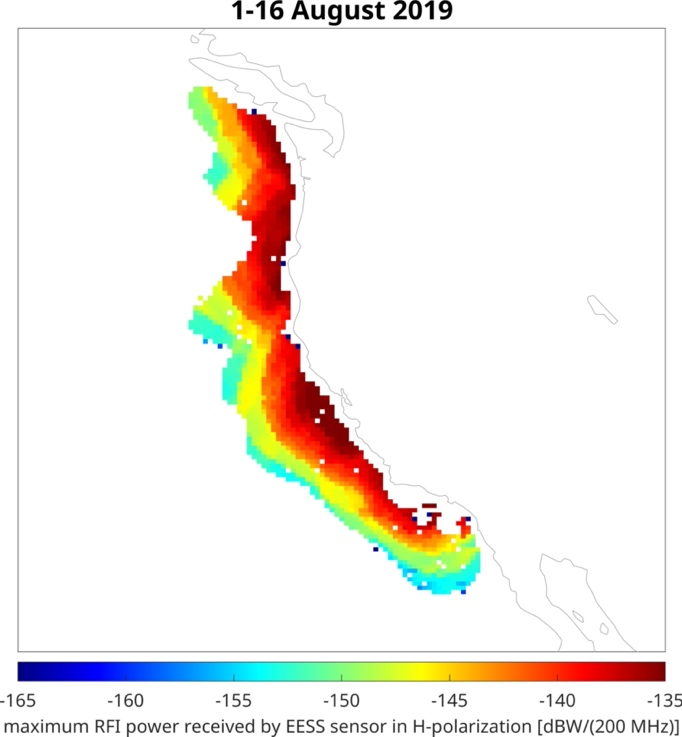 1-16 August 2019
-165 -160 -155 -150 -145 -140 -135
maximum RFI power received by EESS sensor in H-polarization [dBW/(200 MHz)]